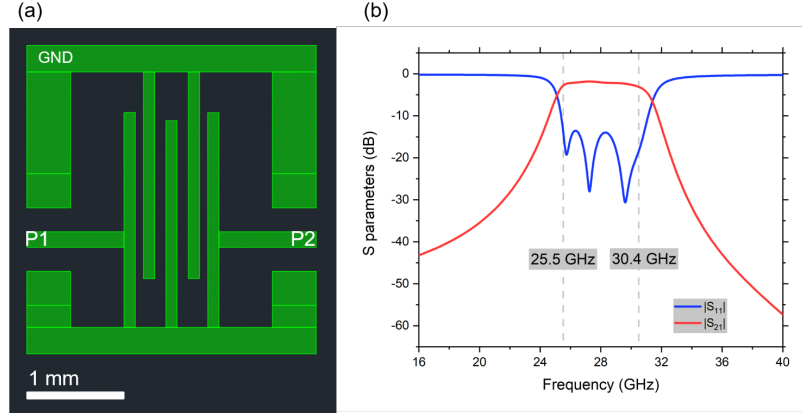 (a)
GND
P1
P2
1 mm
(b)
S parameters (dB)
0
-10
-20
-30
-40
-50
-60
25.5 GHz
30.4 GHz
|S₁₁|
|S₂₁|
16 20 24 28 32 36 40
Frequency (GHz)